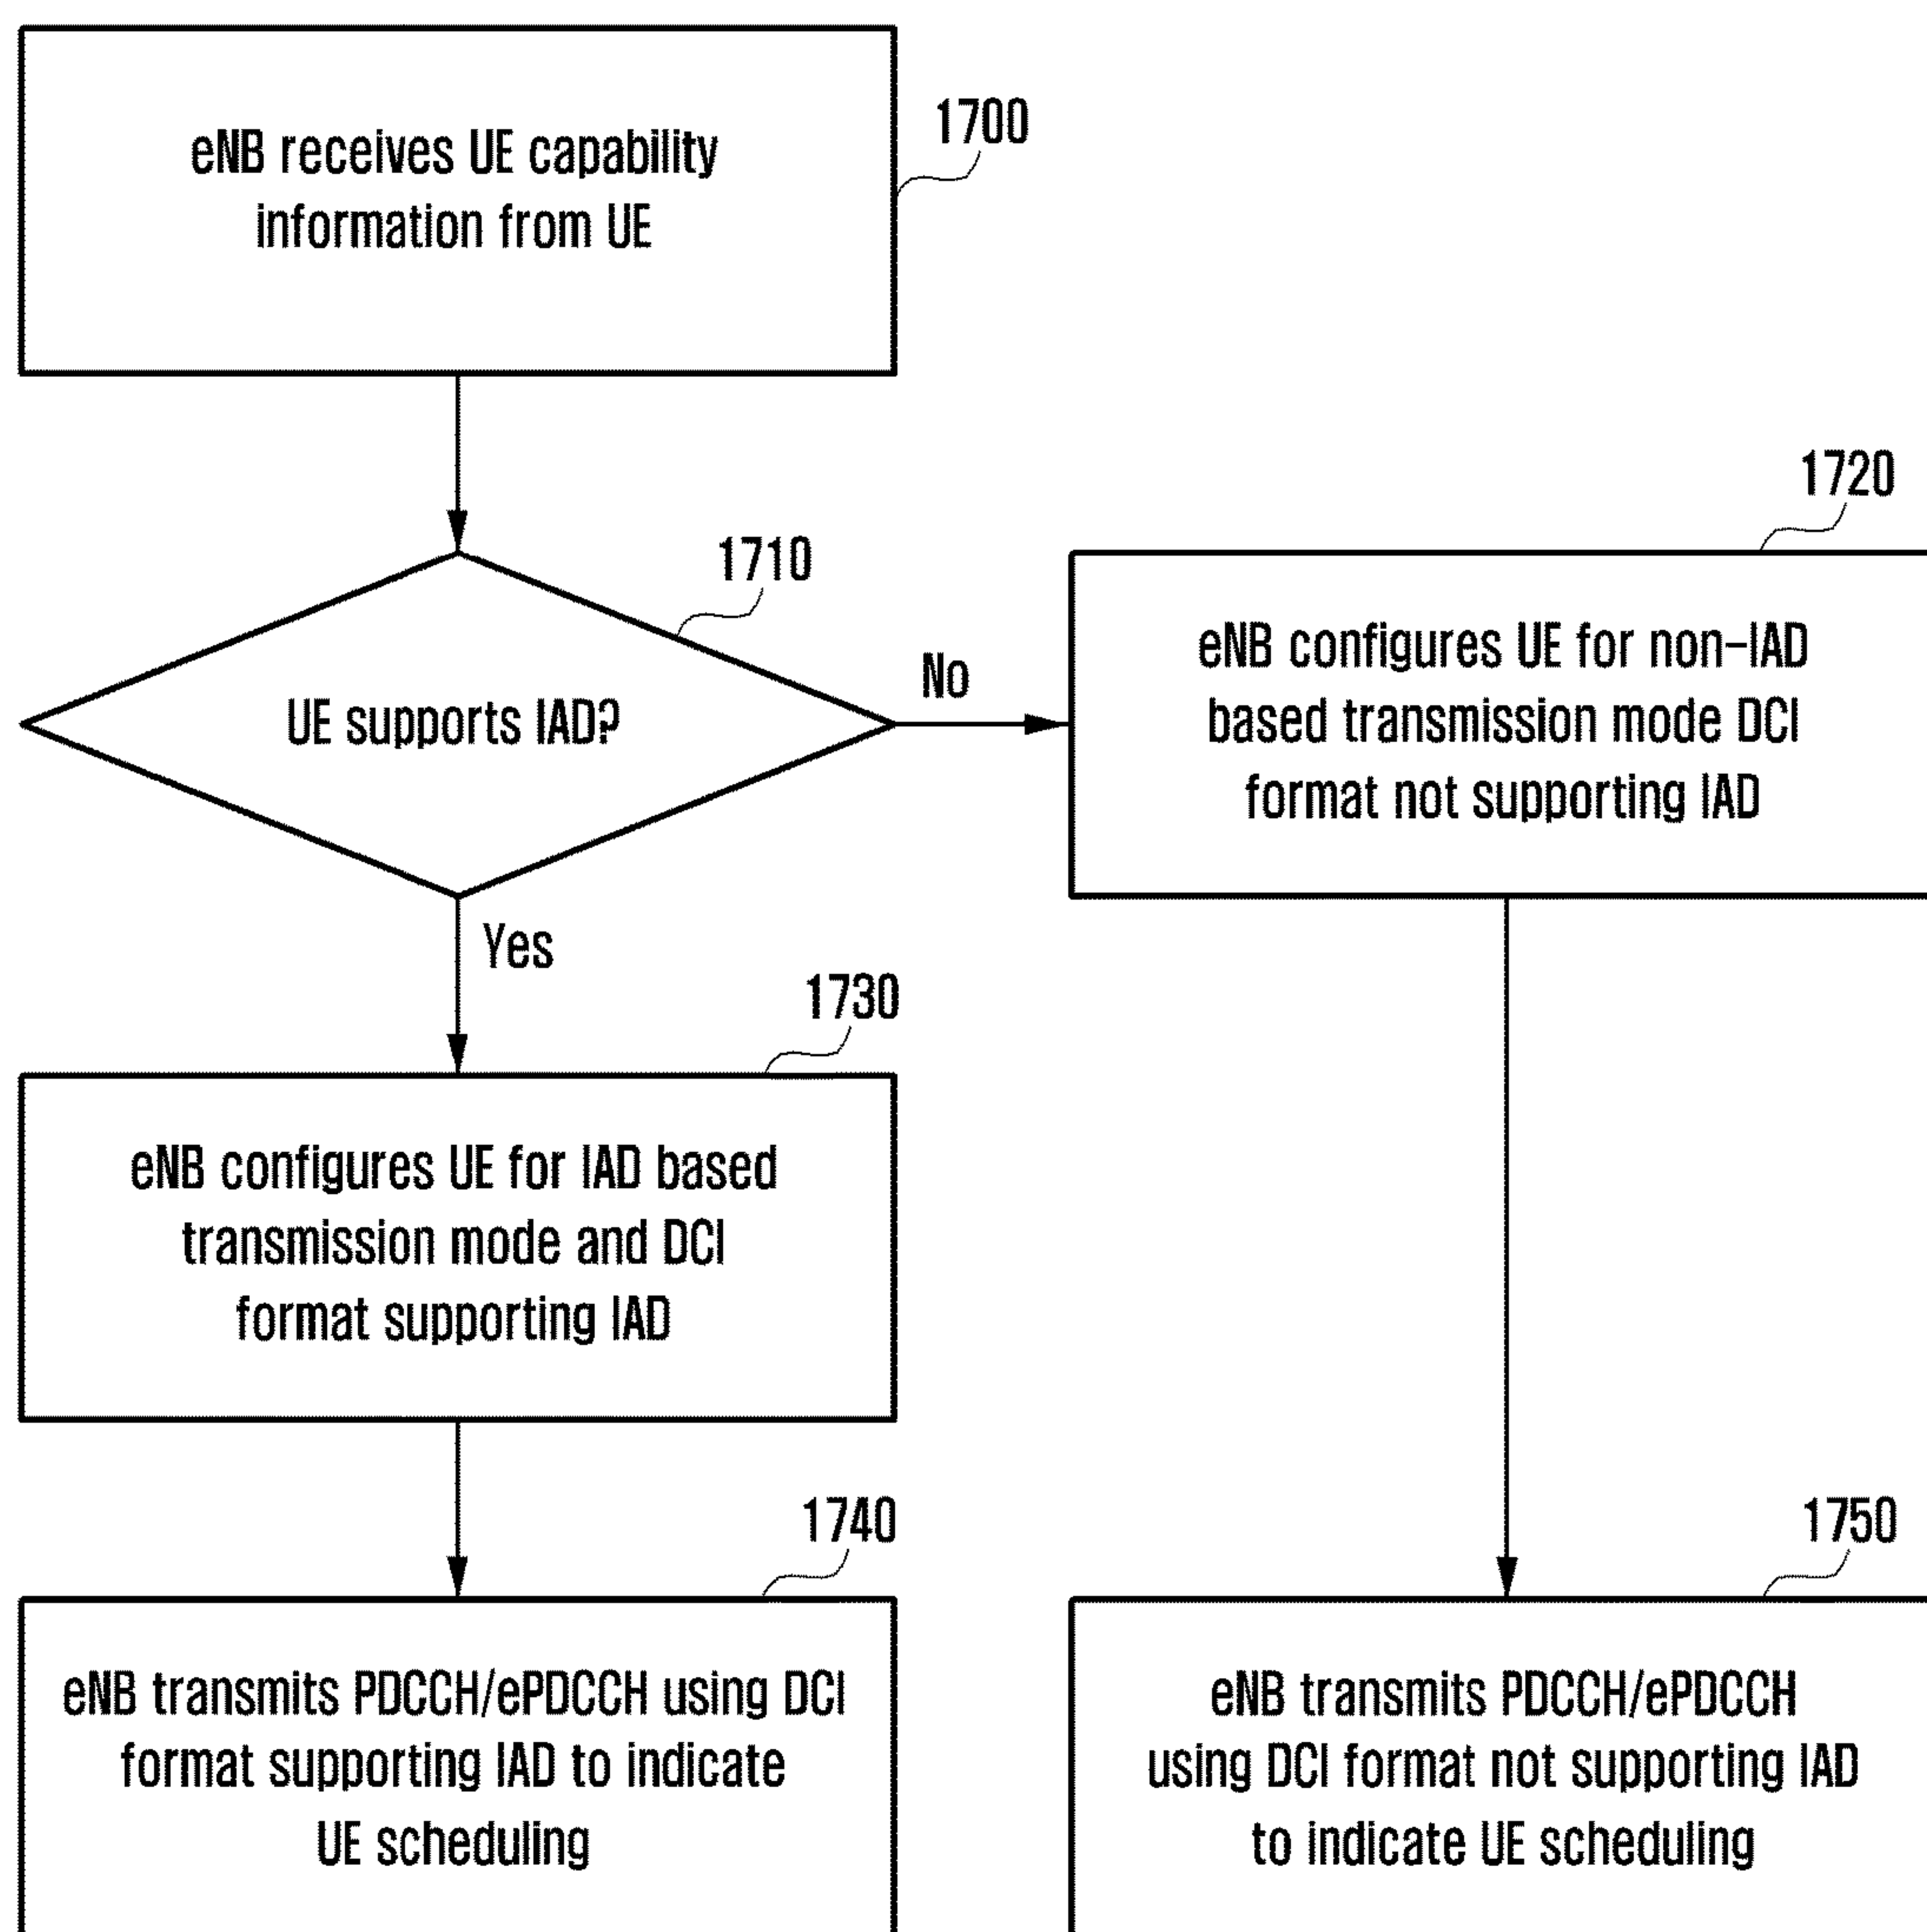 1700
eNB receives UE capability
information from UE
1710
UE supports IAD?
No
Yes
1720
eNB configures UE for non-IAD
based transmission mode DCI
format not supporting IAD
1730
eNB configures UE for IAD based
transmission mode and DCI
format supporting IAD
1740
eNB transmits PDCCH/ePDCCH using DCI
format supporting IAD to indicate
UE scheduling
1750
eNB transmits PDCCH/ePDCCH
using DCI format not supporting IAD
to indicate UE scheduling